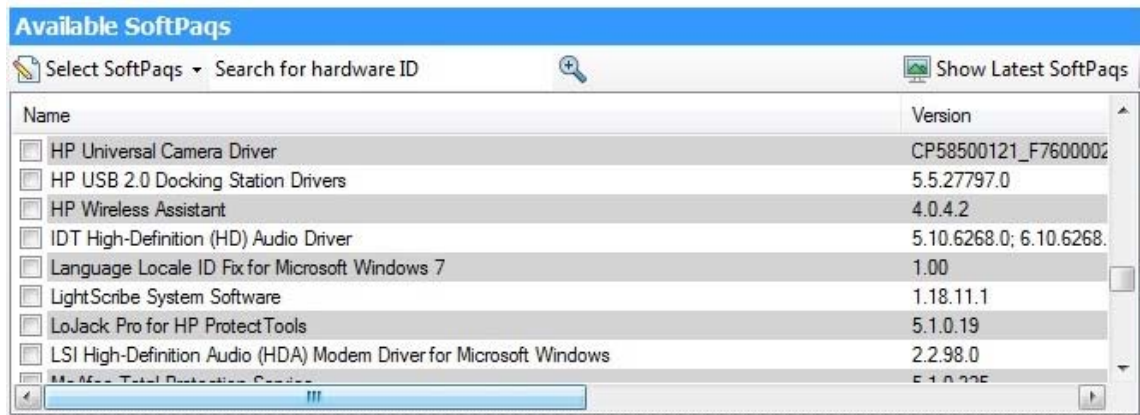 Available SoftPaqs
Select SoftPaqs Search for hardware ID Show Latest SoftPaqs
Name Version
HP Universal Camera Driver CP58500121_F7600002
HP USB 2.0 Docking Station Drivers 5.5.27797.0
HP Wireless Assistant 4.0.4.2
IDT High-Definition (HD) Audio Driver 5.10.6268.0; 6.10.6268.
Language Locale ID Fix for Microsoft Windows 7 1.00
LightScribe System Software 1.18.11.1
LoJack Pro for HP ProtectTools 5.1.0.19
LSI High-Definition Audio (HDA) Modem Driver for Microsoft Windows 2.2.98.0
McAfee Total Protection Service